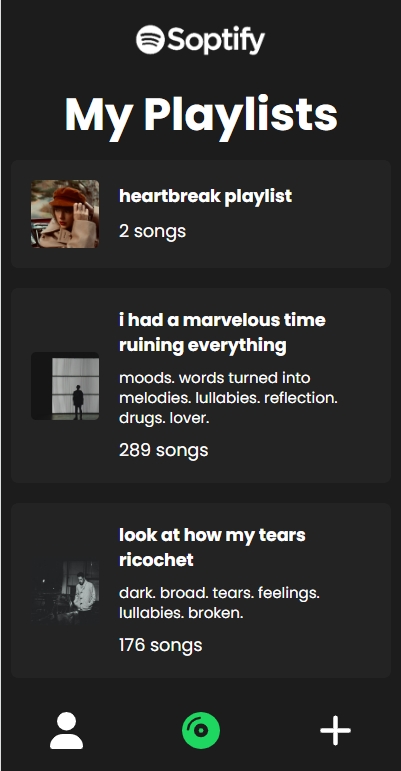 Soptify
My Playlists
heartbreak playlist
2 songs
i had a marvelous time
ruining everything
moods. words turned into
melodies. lullabies. reflection.
drugs. lover.
289 songs
look at how my tears
ricochet
dark. broad. tears. feelings.
lullabies. broken.
176 songs